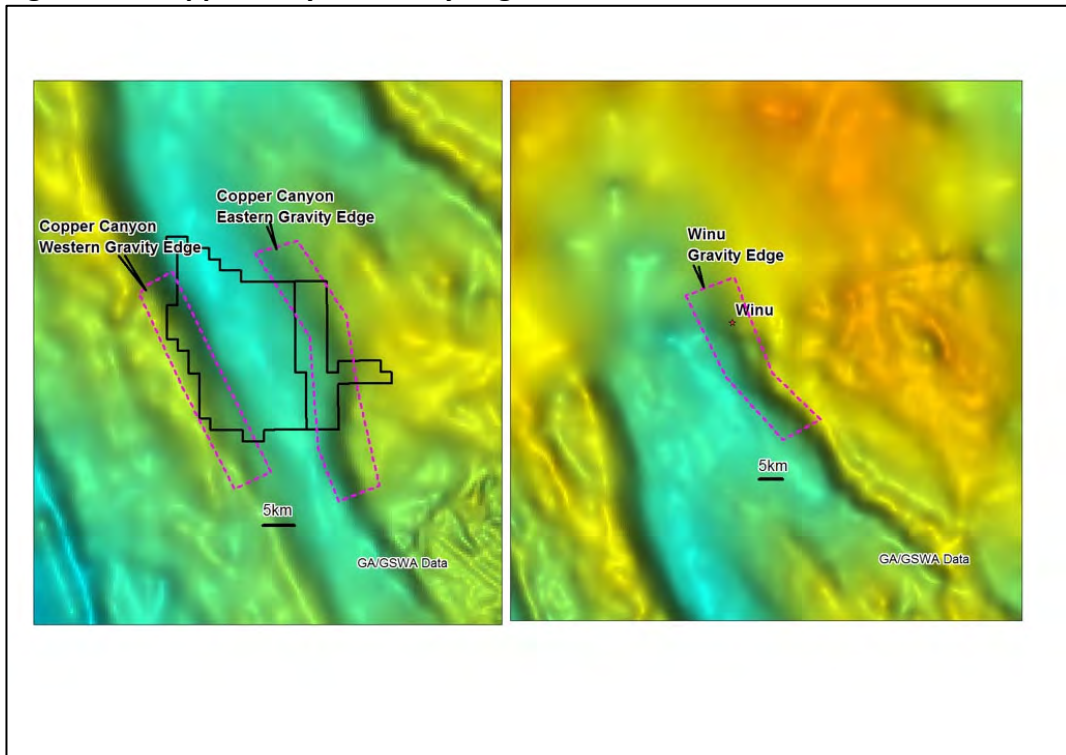 Copper Canyon
Eastern Gravity Edge
Copper Canyon
Western Gravity Edge
5km
GA/GSWA Data
Winu
Gravity Edge
Winu
5km
GA/GSWA Data